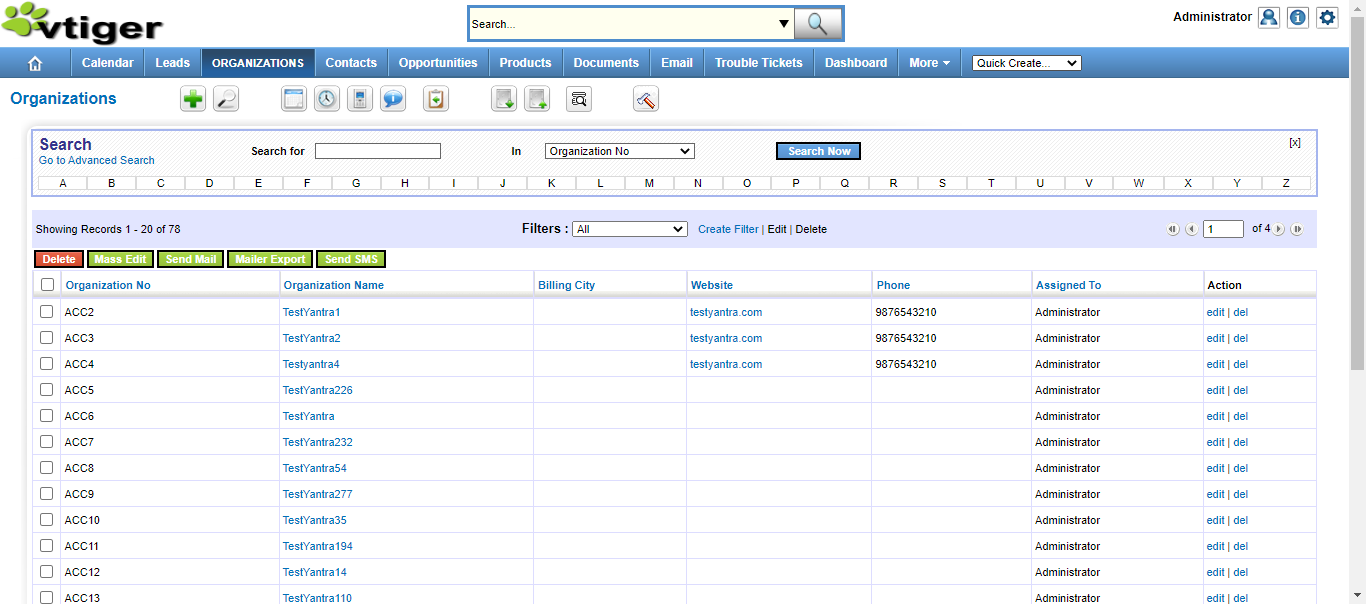 vtiger
Search...
Administrator
Calendar Leads ORGANIZATIONS Contacts Opportunities Products Documents Email Trouble Tickets Dashboard More Quick Create...
Organizations
Search
Go to Advanced Search
Search for In Organization No Search Now [x]
A B C D E F G H I J K L M N O P Q R S T U V W X Y Z
Showing Records 1 - 20 of 78 Filters : All Create Filter | Edit | Delete 1 of 4
Delete Mass Edit Send Mail Mailer Export Send SMS
Organization No Organization Name Billing City Website Phone Assigned To Action
ACC2 TestYantra1 testyantra.com 9876543210 Administrator edit | del
ACC3 TestYantra2 testyantra.com 9876543210 Administrator edit | del
ACC4 Testyantra4 testyantra.com 9876543210 Administrator edit | del
ACC5 TestYantra226 Administrator edit | del
ACC6 TestYantra Administrator edit | del
ACC7 TestYantra232 Administrator edit | del
ACC8 TestYantra54 Administrator edit | del
ACC9 TestYantra277 Administrator edit | del
ACC10 TestYantra35 Administrator edit | del
ACC11 TestYantra194 Administrator edit | del
ACC12 TestYantra14 Administrator edit | del
ACC13 TestYantra110 Administrator edit | del